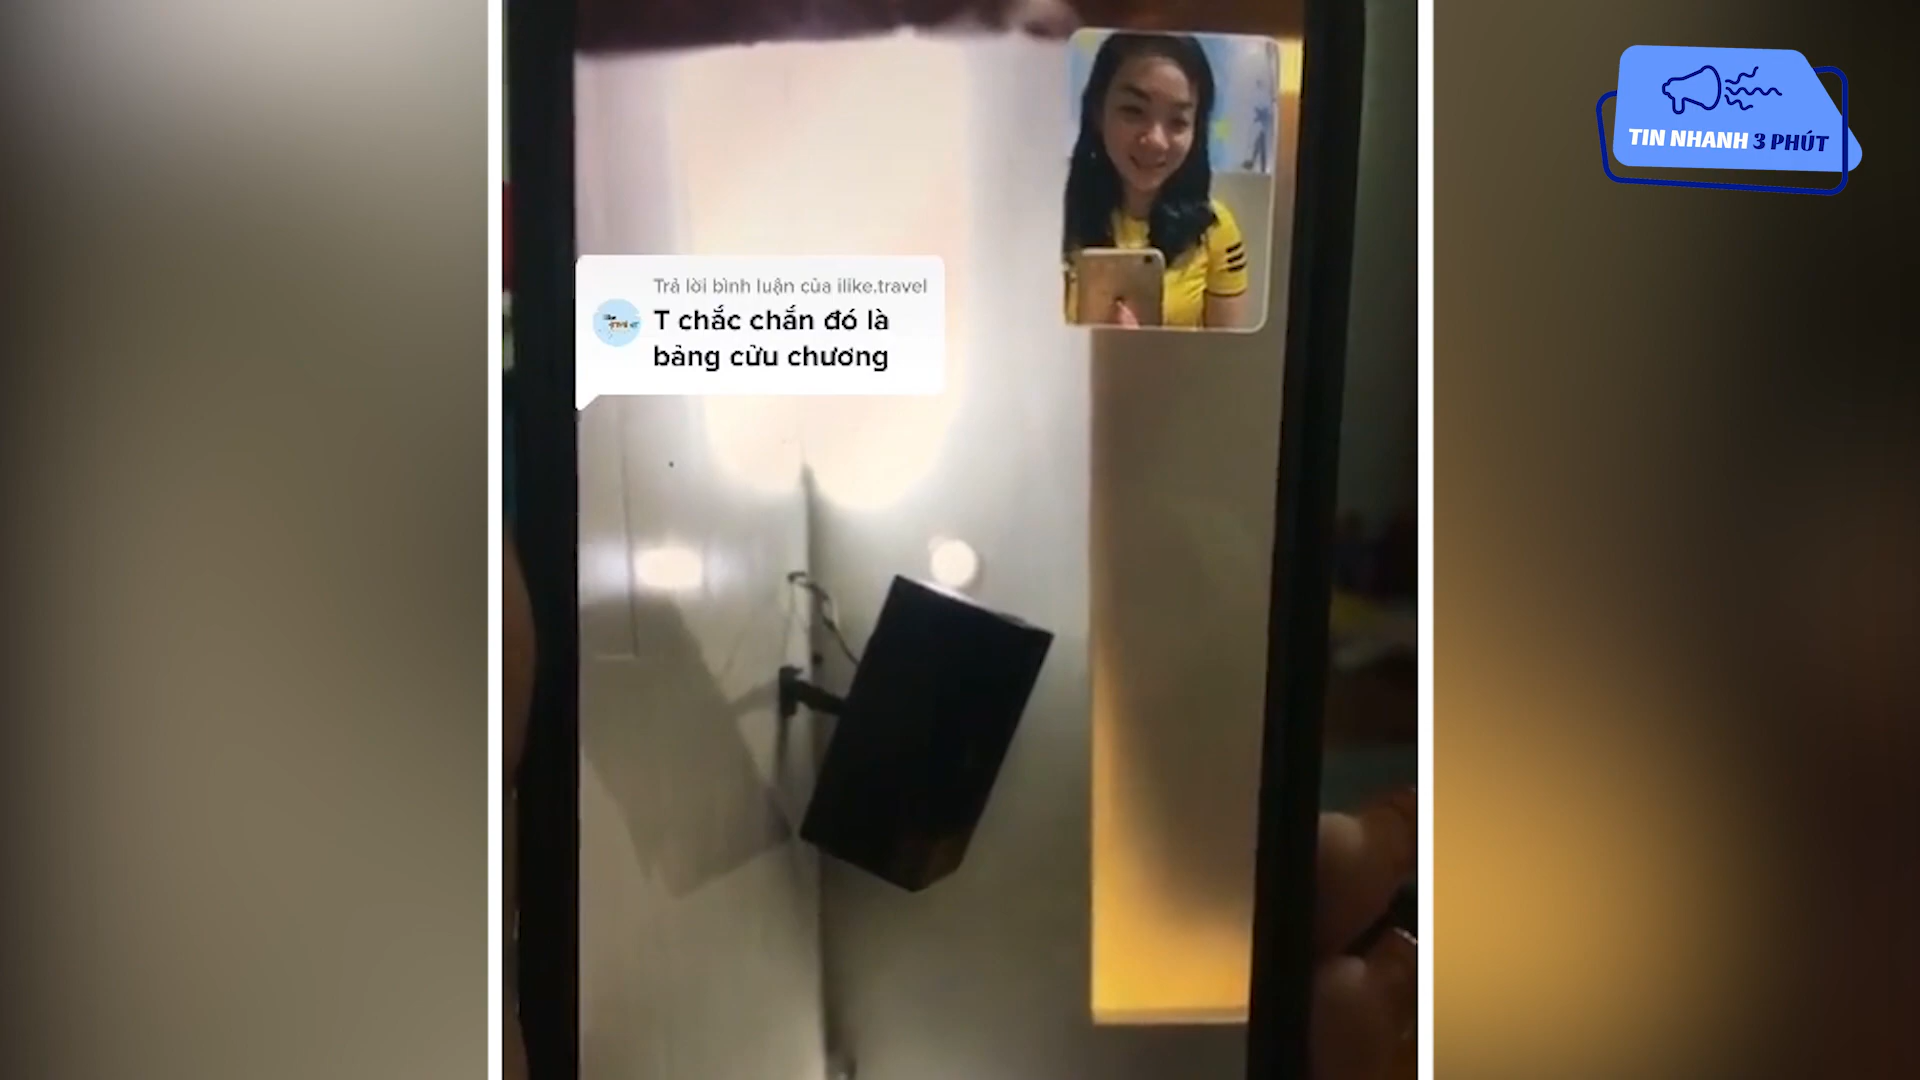 TIN NHANH 3 PHÚT
Trả lời bình luận của ilike.travel
T chắc chắn đó là
bảng cửu chương